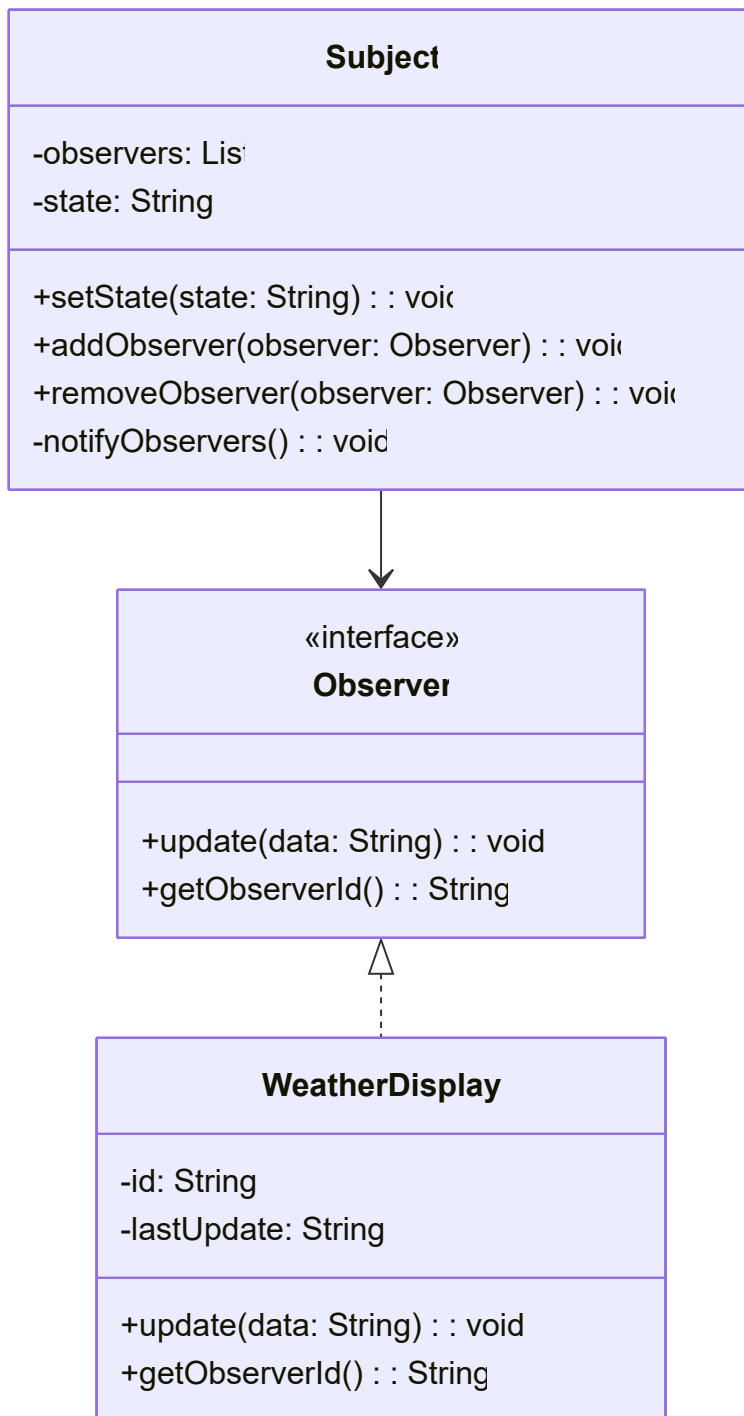 Subject
-observers: List
-state: String
+setState(state: String) : : void
+addObserver(observer: Observer) : : void
+removeObserver(observer: Observer) : : void
-notifyObservers() : : void
«interface»
Observer
+update(data: String) : : void
+getObserverId() : : String
WeatherDisplay
-id: String
-lastUpdate: String
+update(data: String) : : void
+getObserverId() : : String